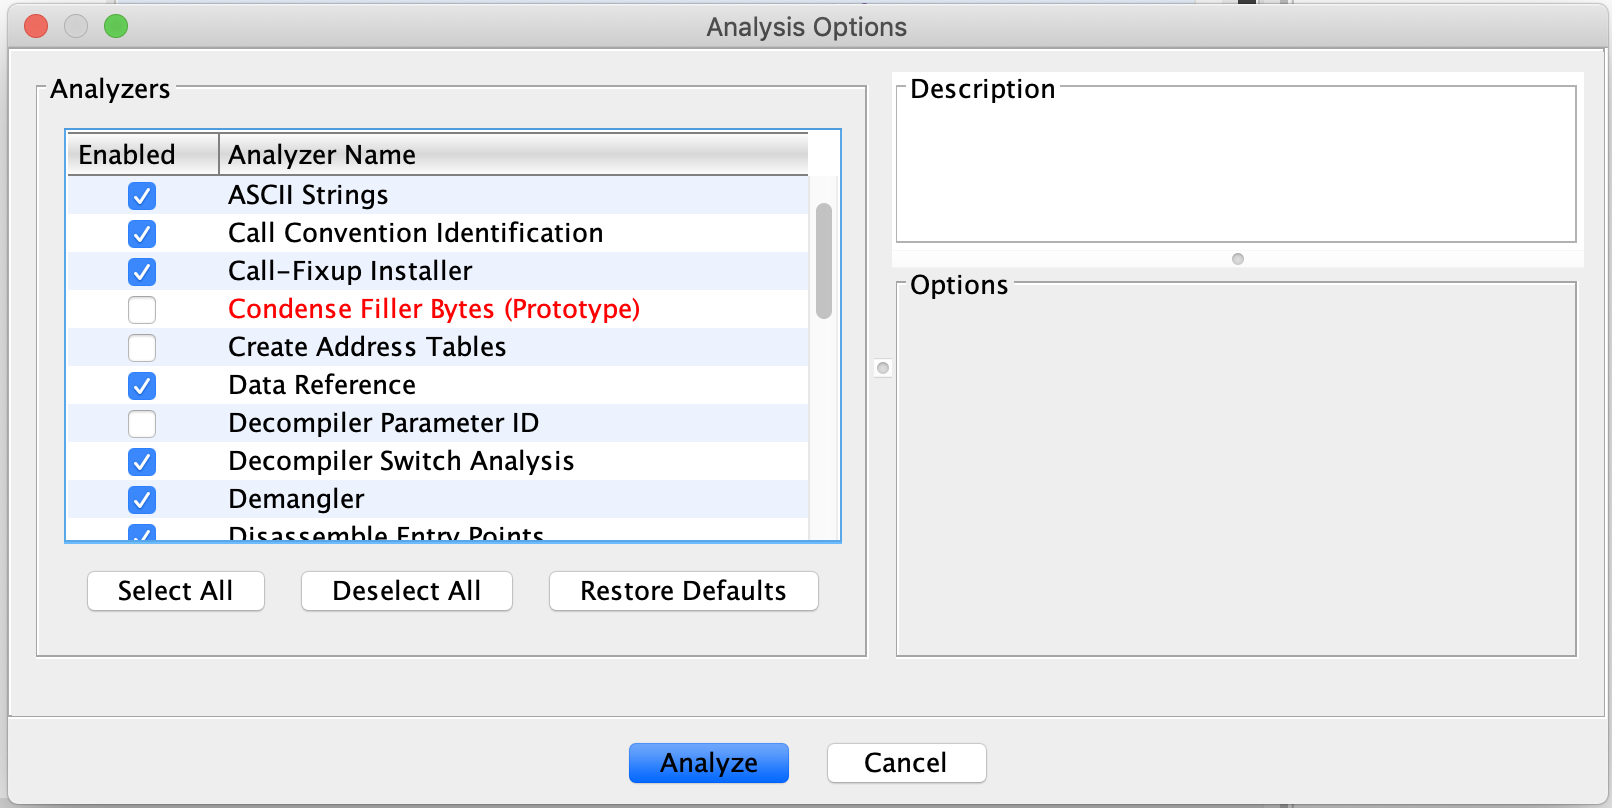 Analysis Options
Analyzers
Enabled Analyzer Name
ASCII Strings
Call Convention Identification
Call-Fixup Installer
Condense Filler Bytes (Prototype)
Create Address Tables
Data Reference
Decompiler Parameter ID
Decompiler Switch Analysis
Demangler
Disassemble Entry Points
Select All Deselect All Restore Defaults
Description
Options
Analyze Cancel